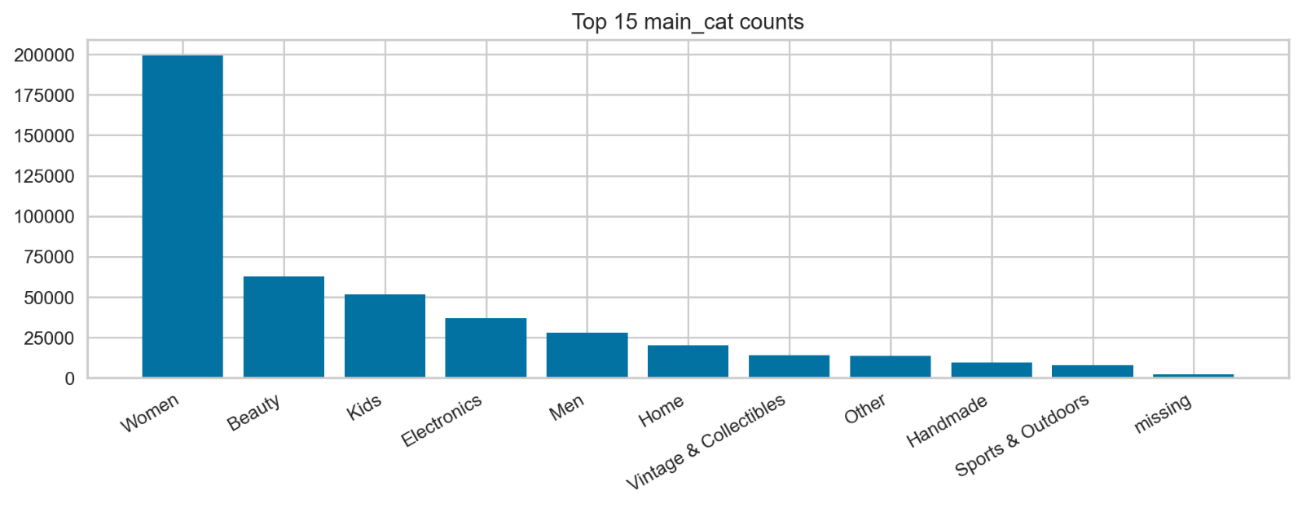 Top 15 main_cat counts
200000
175000
150000
125000
100000
75000
50000
25000
0
Women
Beauty
Kids
Electronics
Men
Home
Vintage & Collectibles
Other
Handmade
Sports & Outdoors
missing